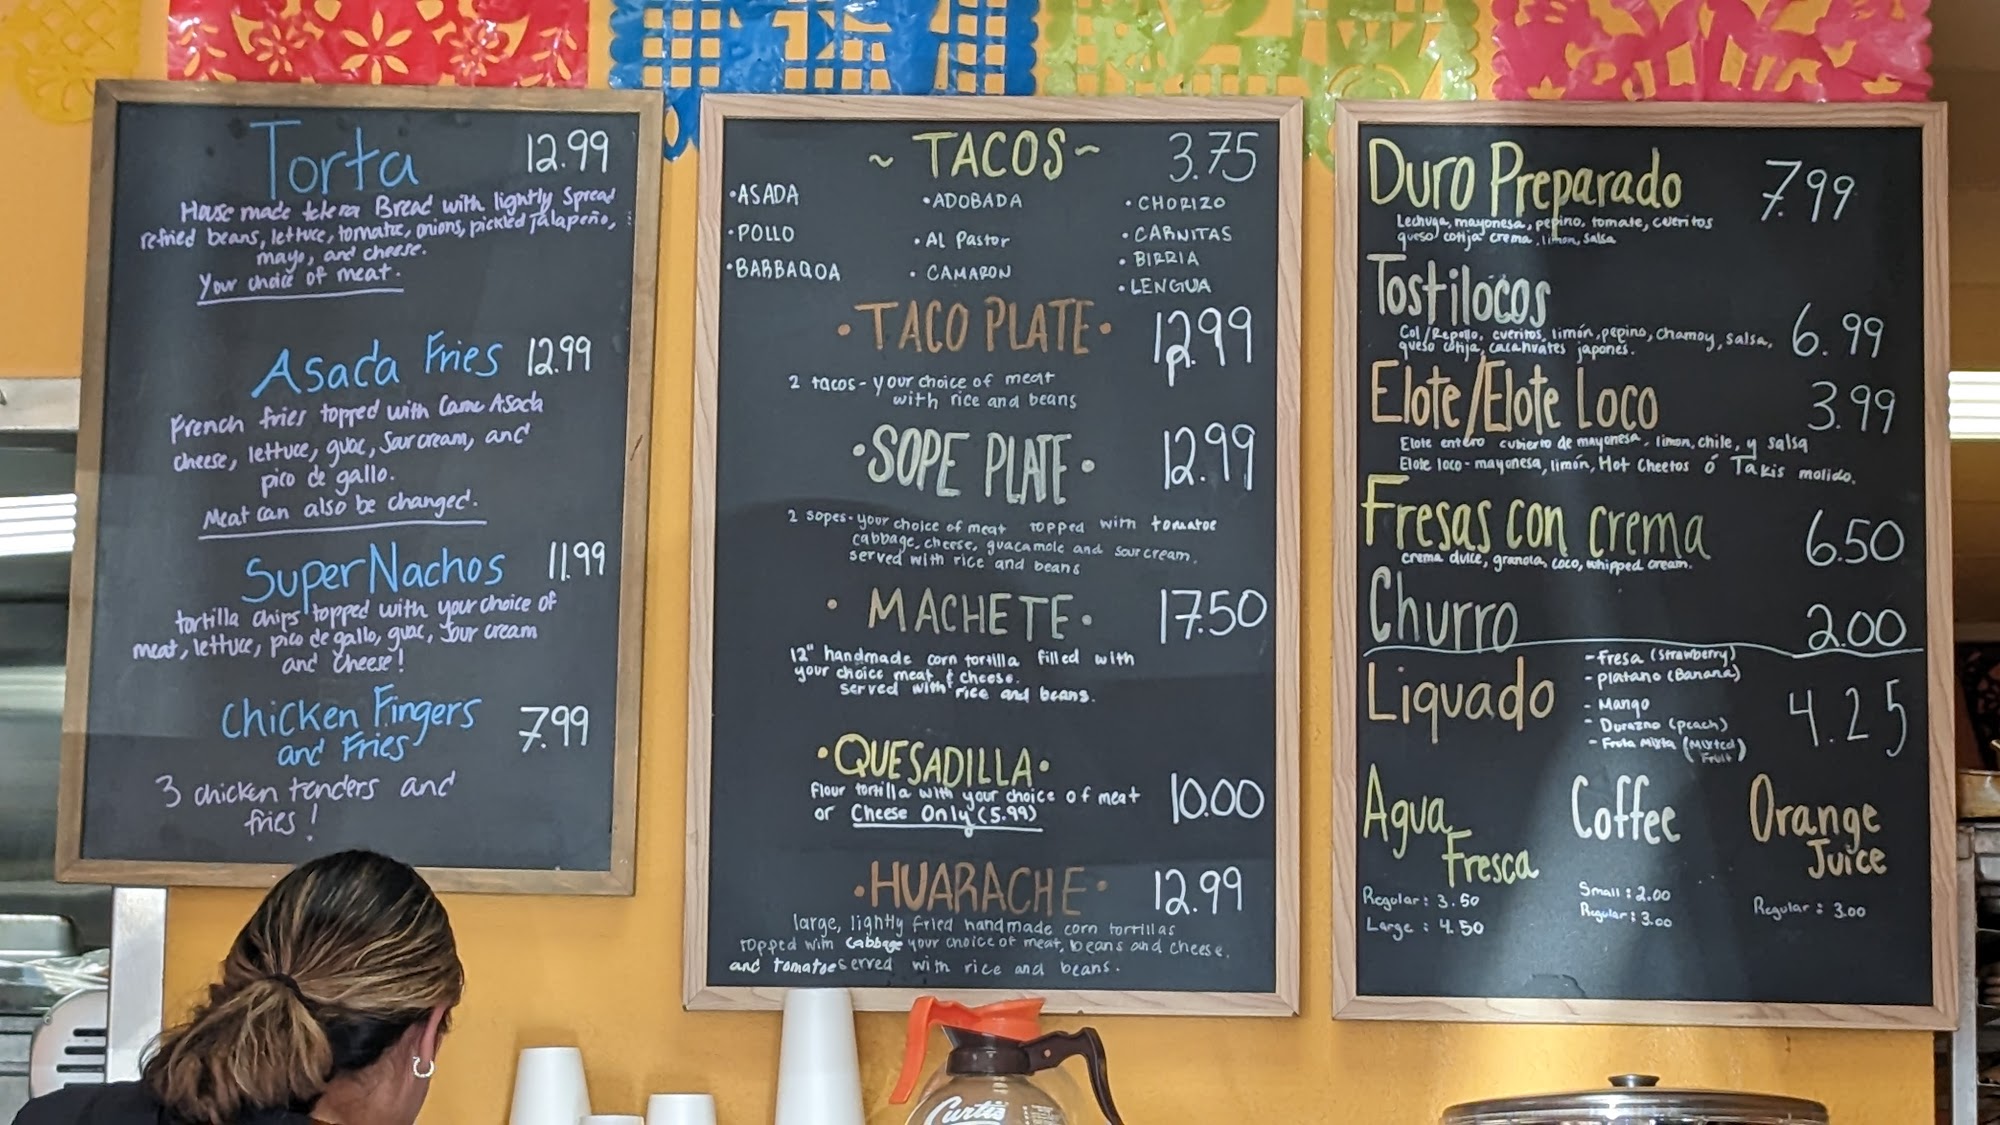 Torta 12.99
House made telera Bread with lightly Spread
refried beans, lettuce, tomatoe, onions, pickled Jalapeño,
mayo, and cheese.
Your choice of meat.
Asada Fries 12.99
French fries topped with Carne Asada
cheese, lettuce, guac, Sour cream, and
pico de gallo.
Meat can also be changed.
Super Nachos 11.99
tortilla chips topped with your choice of
meat, lettuce, pico de gallo, guac, Sour cream
and cheese!
Chicken Fingers 7.99
and Fries
3 chicken tenders and
fries!
~ TACOS ~ 3.75
•ASADA •ADOBADA •CHORIZO
•POLLO •Al Pastor •CARNITAS
•BARBAQOA •CAMARON •BIRRIA
•LENGUA
•TACO PLATE• 12.99
2 tacos - your choice of meat
with rice and beans
•SOPE PLATE• 12.99
2 sopes - your choice of meat topped with tomatoe
cabbage, cheese, guacamole and sour cream.
served with rice and beans
• MACHETE• 17.50
12" handmade corn tortilla filled with
your choice meat & cheese.
served with rice and beans.
•QUESADILLA• 10.00
flour tortilla with your choice of meat
or Cheese Only (5.99)
•HUARACHE• 12.99
large, lightly fried handmade corn tortillas
topped with cabbage your choice of meat, beans and cheese.
and tomatoe served with rice and beans.
Duro Preparado 7.99
Lechuga, mayonesa, pepino, tomate, cueritos
queso cotija crema, limon, salsa
Tostilocos 6.99
Col/Repollo, cueritos, limón, pepino, chamoy, salsa,
queso cotija, cacahuates japones.
Elote/Elote Loco 3.99
Elote entero cubierto de mayonesa, limon, chile, y salsa
Elote loco - mayonesa, limón, Hot Cheetos ó Takis molido.
Fresas con crema 6.50
crema dulce, granola, coco, whipped cream.
Churro 2.00
Liquado 4.25
- Fresa (Strawberry)
- Platano (Banana)
- Mango
- Durazno (peach)
- Fruta Mixta (Mixted Fruit)
Agua Fresca
Regular: 3.50
Large: 4.50
Coffee
Small: 2.00
Regular: 3.00
Orange Juice
Regular: 3.00
Curtis